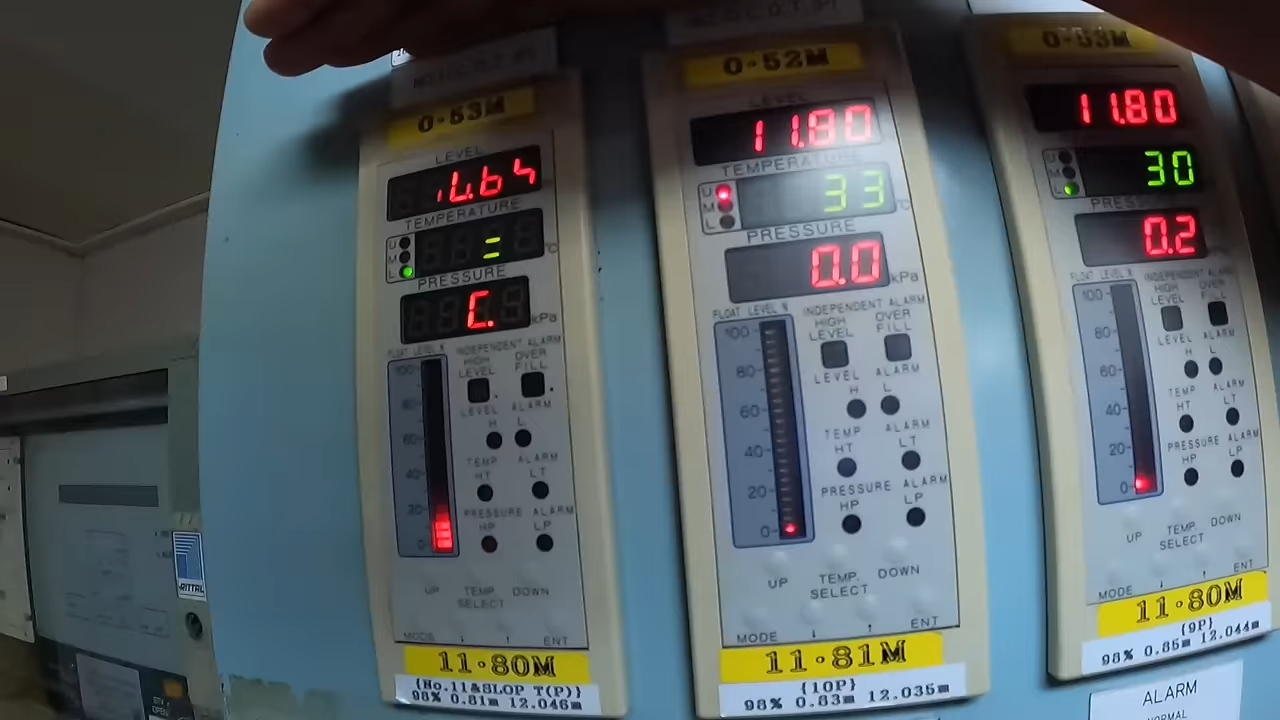 0·53M
LEVEL
TEMPERATURE
U
M
L
°C
PRESSURE
kPa
FLOAT LEVEL %
INDEPENDENT ALARM
HIGH LEVEL
OVER FILL
100
80
60
40
20
0
LEVEL ALARM
H L
TEMP ALARM
HT LT
PRESSURE ALARM
HP LP
UP TEMP. SELECT DOWN
MODE ↓ ↑ ENT
11·80M
(No.11&SLOP T(P))
98% 0.81m 12.046m
0·52M
LEVEL
11.80
TEMPERATURE
U
M
L
33 °C
PRESSURE
0.0 kPa
FLOAT LEVEL %
INDEPENDENT ALARM
HIGH LEVEL
OVER FILL
100
80
60
40
20
0
LEVEL ALARM
H L
TEMP ALARM
HT LT
PRESSURE ALARM
HP LP
UP TEMP. SELECT DOWN
MODE ↓ ↑ ENT
11·81M
(10P)
98% 0.83m 12.035m
0·53M
11.80
U
M
L
30
PRES
0.2
FLOAT LEVEL %
INDEPENDENT ALARM
HIGH LEVEL
OVER FILL
100
80
60
40
20
0
LEVEL ALARM
H L
TEMP ALARM
HT LT
PRESSURE ALARM
HP LP
UP TEMP. SELECT DOWN
MODE ↓ ↑ ENT
11·80M
(9P)
98% 0.85m 12.044m
ALARM
NORMAL
RITTAL